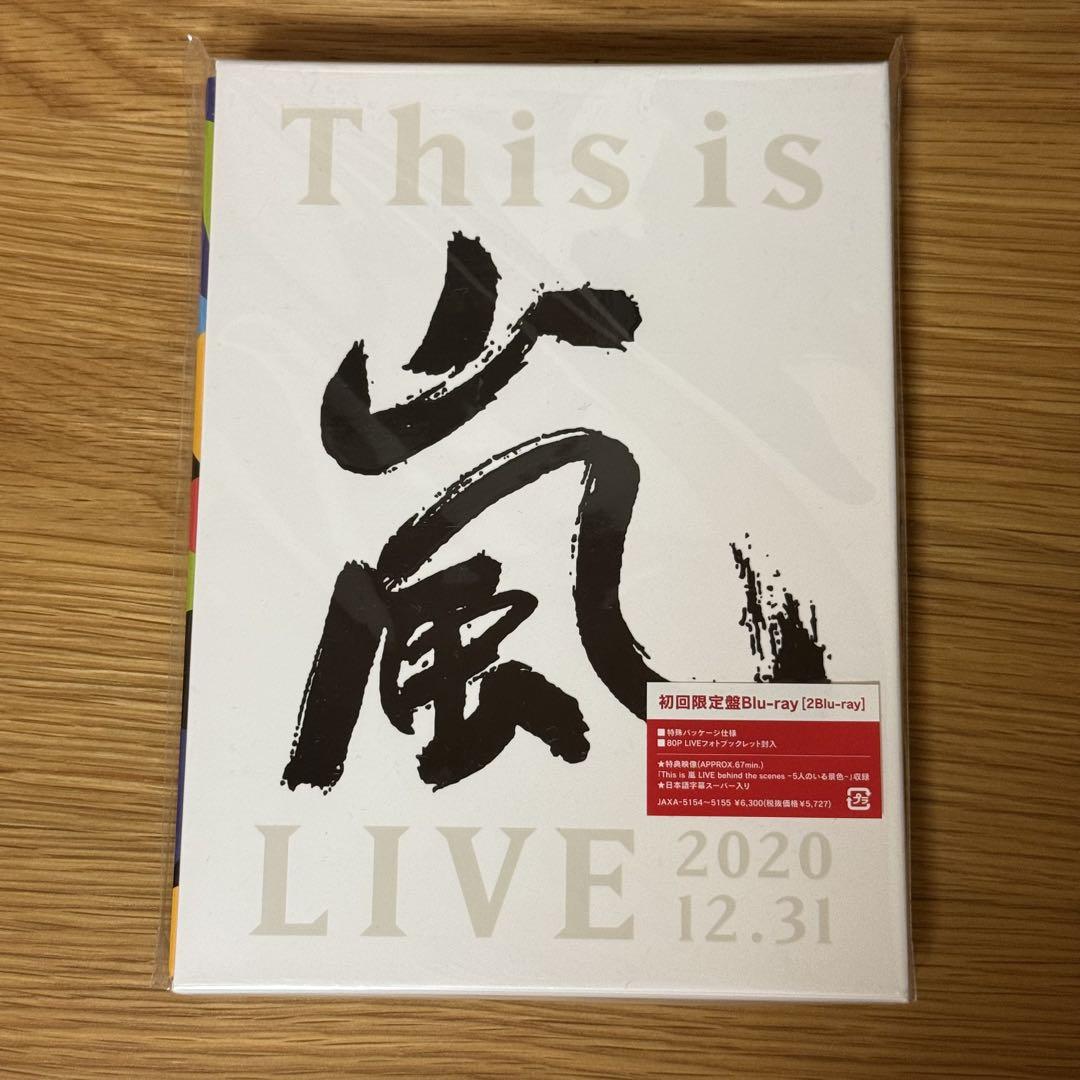 This is
嵐
LIVE
2020
12.31
初回限定盤Blu-ray [2Blu-ray]
■特殊パッケージ仕様
■80P LIVEフォトブックレット封入
★特典映像(APPROX.67min.)
「This is 嵐 LIVE behind the scenes ~5人のいる景色~」収録
★日本語字幕スーパー入り
JAXA-5154~5155 ¥6,300(税抜価格¥5,727)
プラ